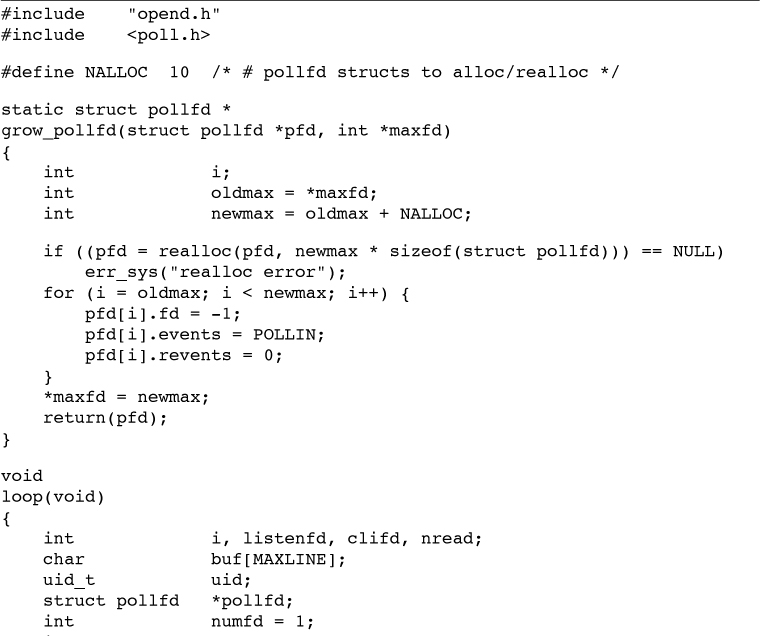 #include    "opend.h"
#include    <poll.h>

#define NALLOC  10  /* # pollfd structs to alloc/realloc */

static struct pollfd *
grow_pollfd(struct pollfd *pfd, int *maxfd)
{
    int             i;
    int             oldmax = *maxfd;
    int             newmax = oldmax + NALLOC;

    if ((pfd = realloc(pfd, newmax * sizeof(struct pollfd))) == NULL)
        err_sys("realloc error");
    for (i = oldmax; i < newmax; i++) {
        pfd[i].fd = -1;
        pfd[i].events = POLLIN;
        pfd[i].revents = 0;
    }
    *maxfd = newmax;
    return(pfd);
}

void
loop(void)
{
    int             i, listenfd, clifd, nread;
    char            buf[MAXLINE];
    uid_t           uid;
    struct pollfd   *pollfd;
    int             numfd = 1;